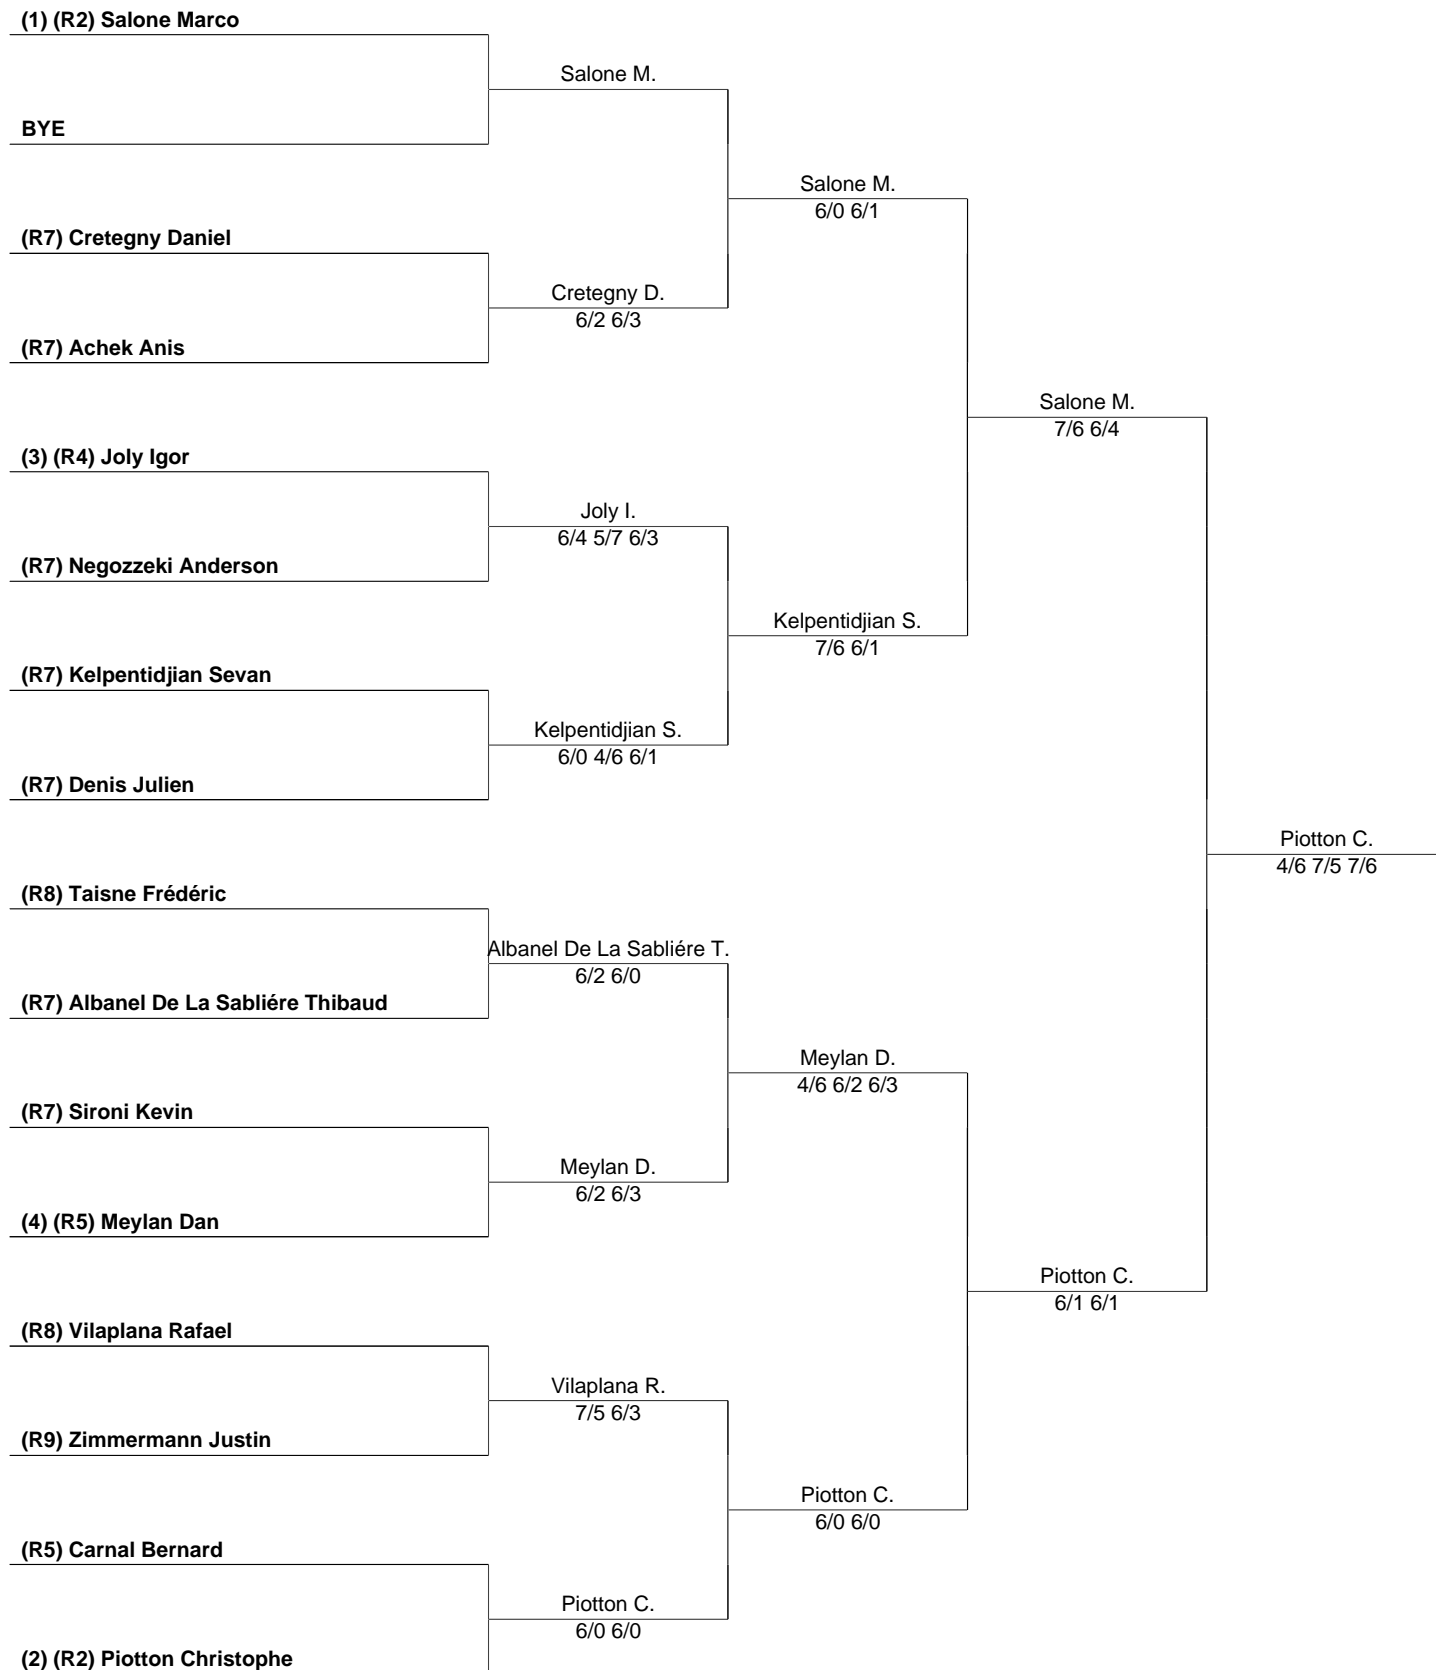 (1) (R2) Salone Marco
Salone M.
BYE
Salone M.
6/0 6/1
(R7) Cretegny Daniel
Cretegny D.
6/2 6/3
(R7) Achek Anis
Salone M.
7/6 6/4
(3) (R4) Joly Igor
Joly I.
6/4 5/7 6/3
(R7) Negozzeki Anderson
Kelpentidjian S.
7/6 6/1
(R7) Kelpentidjian Sevan
Kelpentidjian S.
6/0 4/6 6/1
(R7) Denis Julien
Piotton C.
4/6 7/5 7/6
(R8) Taisne Frédéric
Albanel De La Sabliére T.
6/2 6/0
(R7) Albanel De La Sabliére Thibaud
Meylan D.
4/6 6/2 6/3
(R7) Sironi Kevin
Meylan D.
6/2 6/3
(4) (R5) Meylan Dan
Piotton C.
6/1 6/1
(R8) Vilaplana Rafael
Vilaplana R.
7/5 6/3
(R9) Zimmermann Justin
Piotton C.
6/0 6/0
(R5) Carnal Bernard
Piotton C.
6/0 6/0
(2) (R2) Piotton Christophe